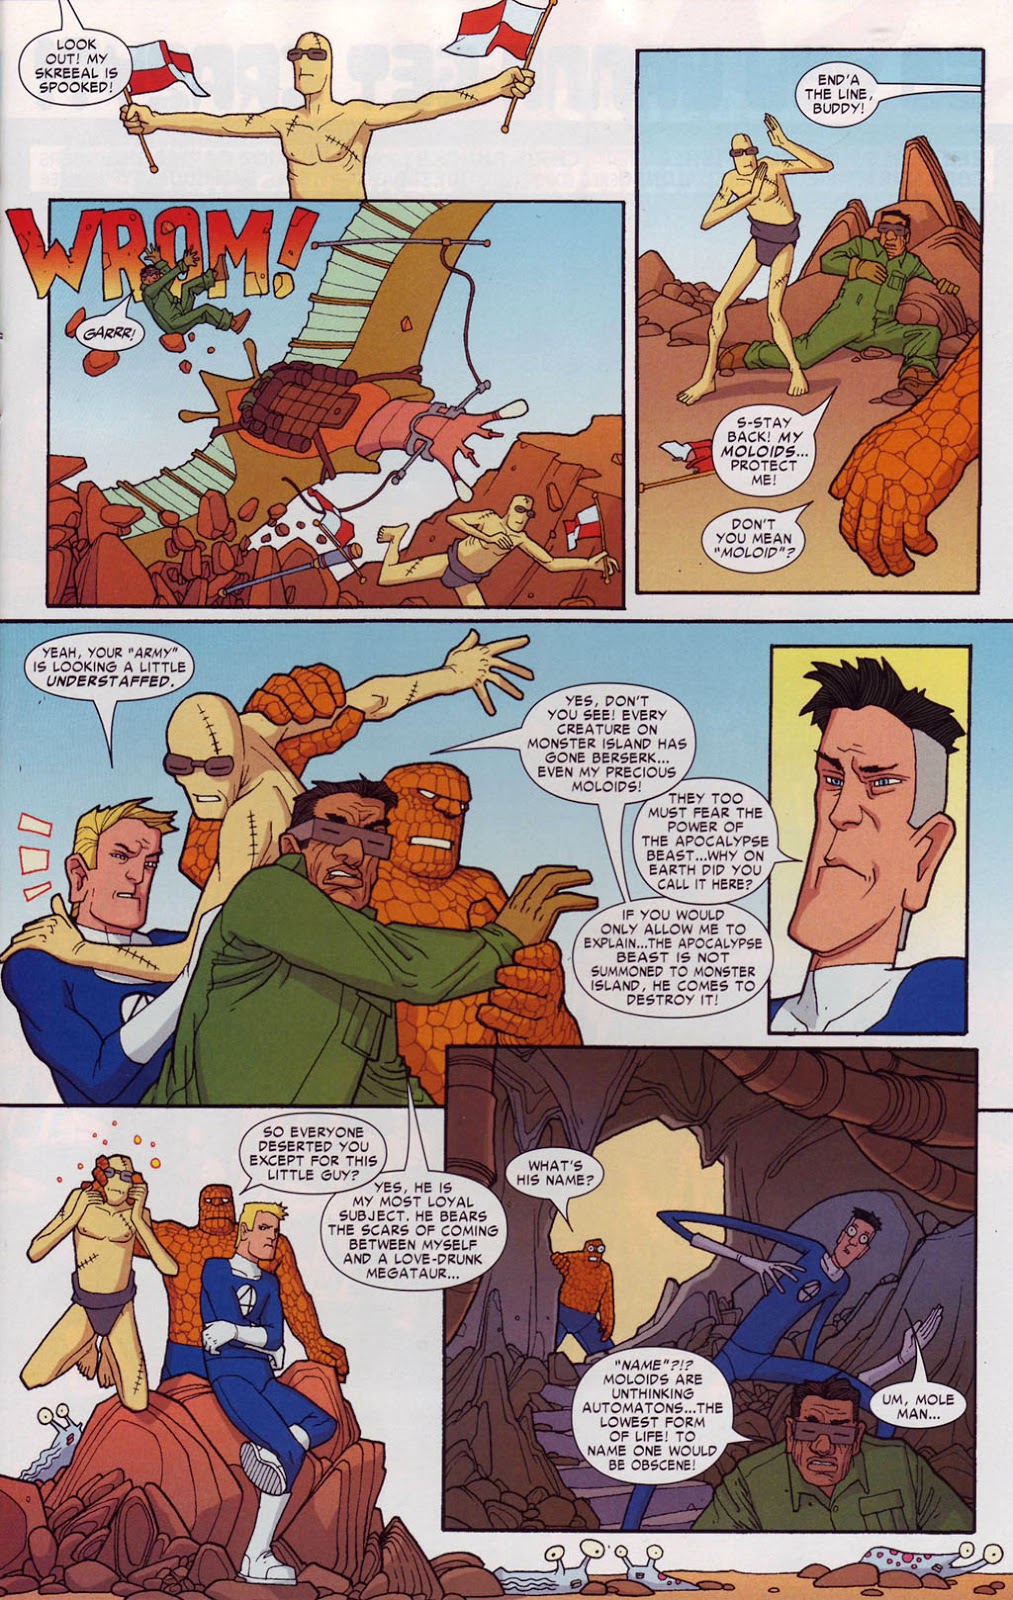 LOOK
OUT! MY
SKREEAL IS
SPOOKED!
WROM!
GARRR!
END'A
THE LINE,
BUDDY!
S-STAY
BACK! MY
MOLOIDS...
PROTECT
ME!
DON'T
YOU MEAN
"MOLOID"?
YEAH, YOUR "ARMY"
IS LOOKING A LITTLE
UNDERSTAFFED.
YES, DON'T
YOU SEE! EVERY
CREATURE ON
MONSTER ISLAND HAS
GONE BERSERK...
EVEN MY PRECIOUS
MOLOIDS!
THEY TOO
MUST FEAR THE
POWER OF
THE APOCALYPSE
BEAST...WHY ON
EARTH DID YOU
CALL IT HERE?
IF YOU WOULD
ONLY ALLOW ME TO
EXPLAIN...THE APOCALYPSE
BEAST IS NOT
SUMMONED TO MONSTER
ISLAND, HE COMES TO
DESTROY IT!
SO EVERYONE
DESERTED YOU
EXCEPT FOR THIS
LITTLE GUY?
YES, HE IS
MY MOST LOYAL
SUBJECT. HE BEARS
THE SCARS OF COMING
BETWEEN MYSELF
AND A LOVE-DRUNK
MEGATAUR...
WHAT'S
HIS NAME?
"NAME"?!?
MOLOIDS ARE
UNTHINKING
AUTOMATONS...THE
LOWEST FORM
OF LIFE! TO
NAME ONE WOULD
BE OBSCENE!
UM, MOLE
MAN...